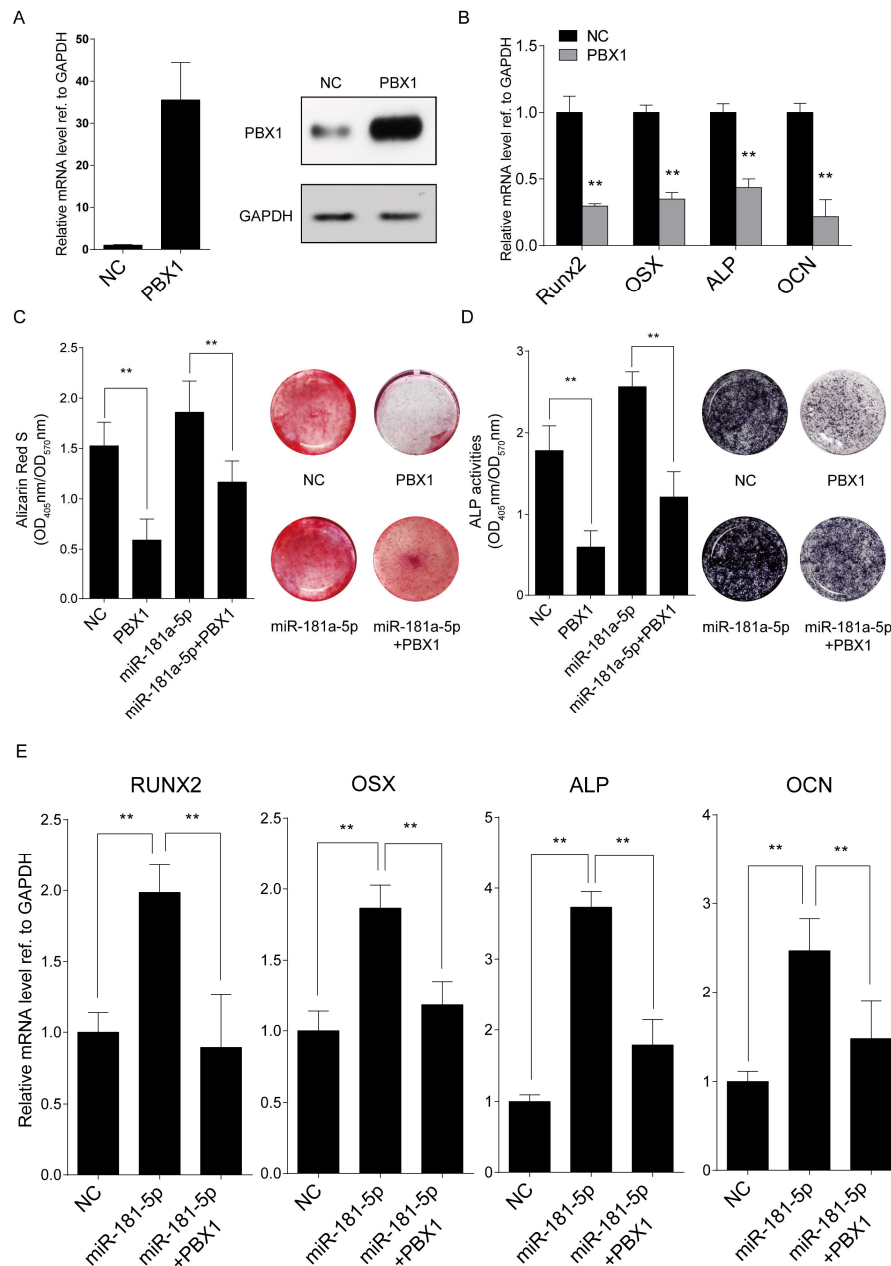 A
Relative mRNA level ref. to GAPDH
60
50
40
30
20
10
0
NC
PBX1
NC PBX1
PBX1
GAPDH
B
NC
PBX1
Relative mRNA level ref. to GAPDH
1.5
1.0
0.5
0.0
** ** ** **
Runx2
OSX
ALP
OCN
C
Alizarin Red S
(OD405nm/OD570nm)
2.5
2.0
1.5
1.0
0.5
0.0
** **
NC
PBX1
miR-181a-5p
miR-181a-5p+PBX1
NC PBX1
miR-181a-5p miR-181a-5p
+PBX1
D
ALP activities
(OD405nm/OD570nm)
3
2
1
0
** **
NC
PBX1
miR-181a-5p
miR-181a-5p+PBX1
NC PBX1
miR-181a-5p miR-181a-5p
+PBX1
E
Relative mRNA level ref. to GAPDH
RUNX2
2.5
2.0
1.5
1.0
0.5
0.0
** **
NC
miR-181-5p
miR-181-5p
+PBX1
OSX
2.5
2.0
1.5
1.0
0.5
0.0
** **
NC
miR-181-5p
miR-181-5p
+PBX1
ALP
5
4
3
2
1
0
** **
NC
miR-181-5p
miR-181-5p
+PBX1
OCN
4
3
2
1
0
** **
NC
miR-181-5p
miR-181-5p
+PBX1